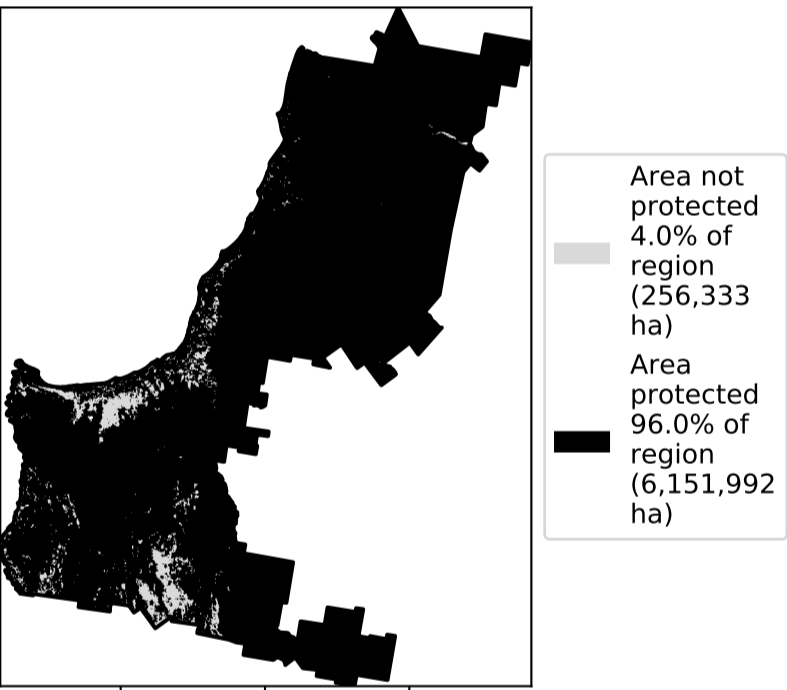 Area not
protected
4.0% of
region
(256,333
ha)
Area
protected
96.0% of
region
(6,151,992
ha)